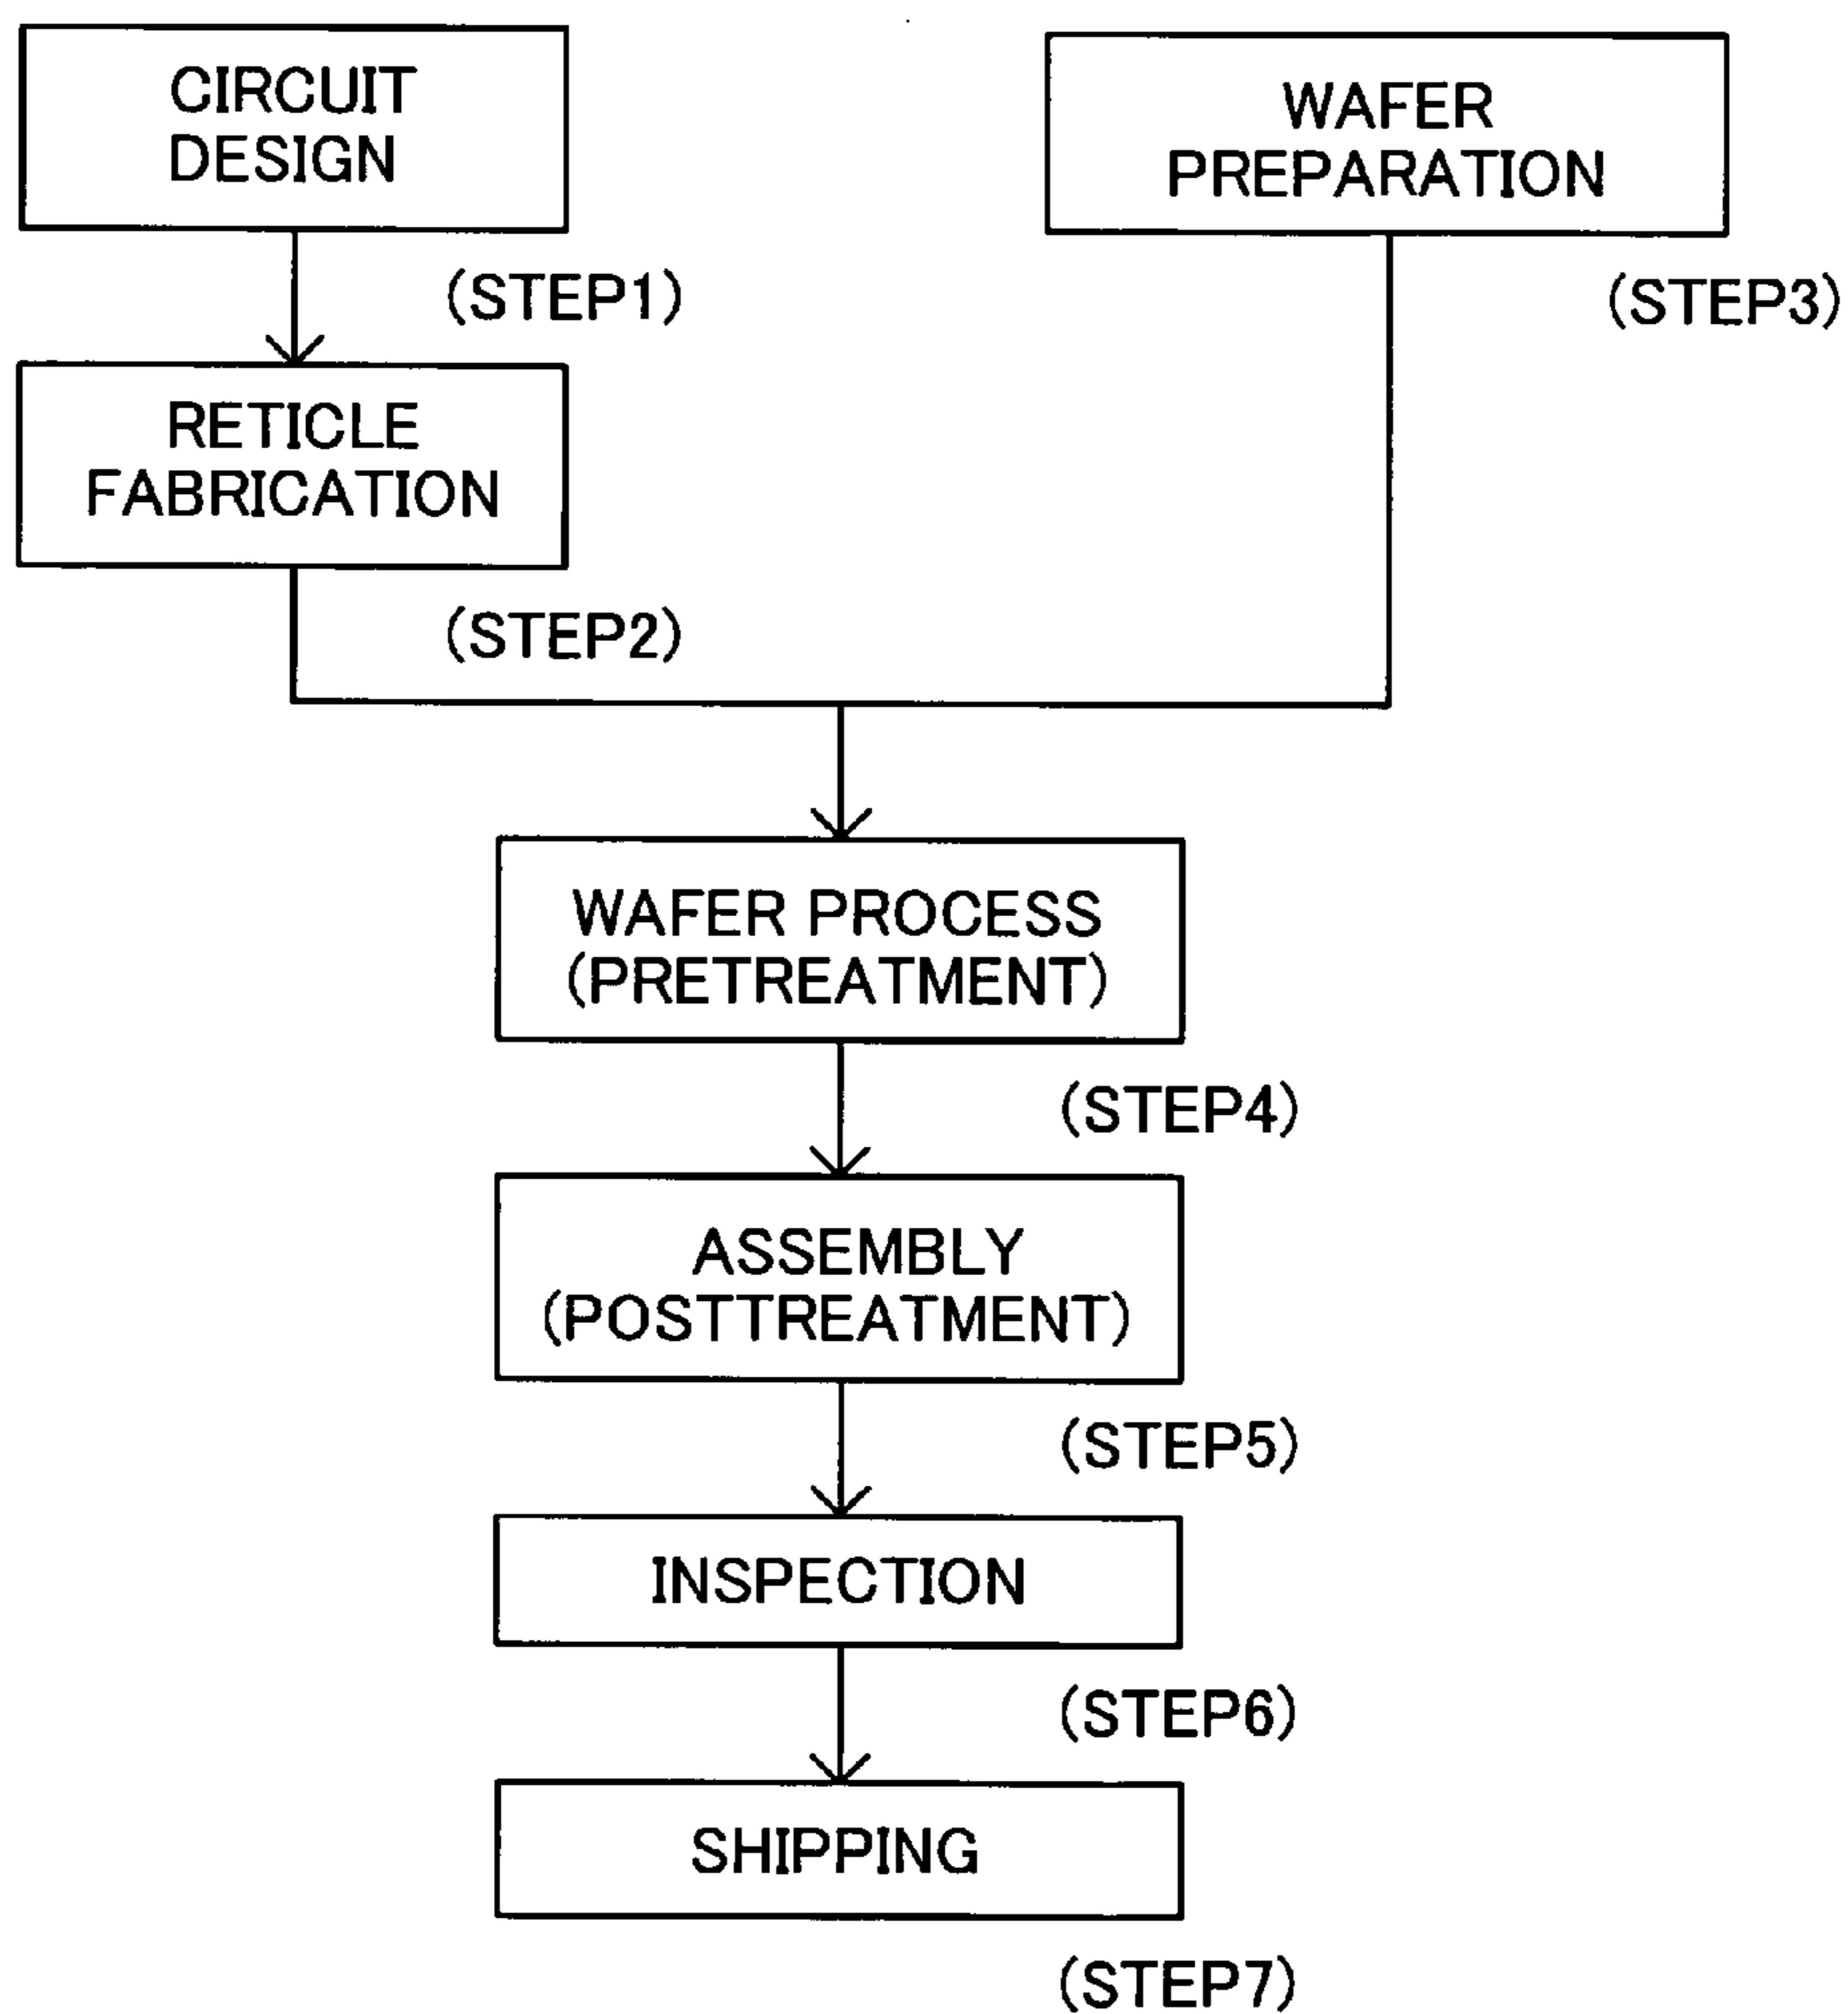 CIRCUIT
DESIGN
(STEP1)
RETICLE
FABRICATION
(STEP2)
WAFER
PREPARATION
(STEP3)
WAFER PROCESS
(PRETREATMENT)
(STEP4)
ASSEMBLY
(POSTTREATMENT)
(STEP5)
INSPECTION
(STEP6)
SHIPPING
(STEP7)